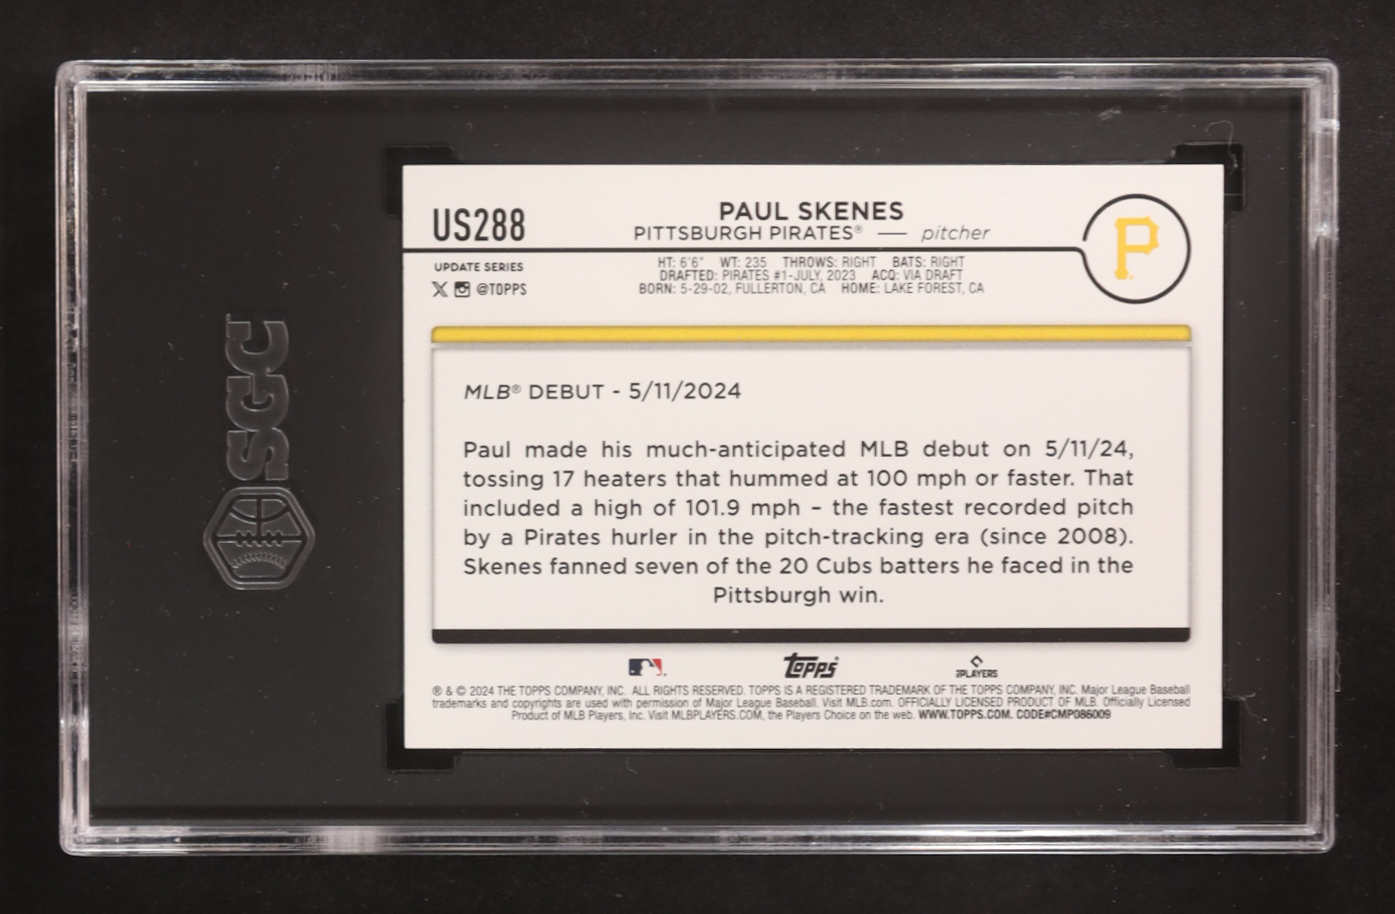 SGC
US288
PAUL SKENES
PITTSBURGH PIRATES® — pitcher
UPDATE SERIES
@TOPPS
HT: 6'6" WT: 235 THROWS: RIGHT BATS: RIGHT
DRAFTED: PIRATES #1-JULY, 2023 ACQ: VIA DRAFT
BORN: 5-29-02, FULLERTON, CA HOME: LAKE FOREST, CA
P
MLB® DEBUT - 5/11/2024
Paul made his much-anticipated MLB debut on 5/11/24,
tossing 17 heaters that hummed at 100 mph or faster. That
included a high of 101.9 mph – the fastest recorded pitch
by a Pirates hurler in the pitch-tracking era (since 2008).
Skenes fanned seven of the 20 Cubs batters he faced in the
Pittsburgh win.
Topps®
PLAYERS
® & © 2024 THE TOPPS COMPANY, INC. ALL RIGHTS RESERVED. TOPPS IS A REGISTERED TRADEMARK OF THE TOPPS COMPANY, INC. Major League Baseball
trademarks and copyrights are used with permission of Major League Baseball. Visit MLB.com. OFFICIALLY LICENSED PRODUCT OF MLB. Officially Licensed
Product of MLB Players, Inc. Visit MLBPLAYERS.COM, the Players Choice on the web. WWW.TOPPS.COM. CODE#CMP086009